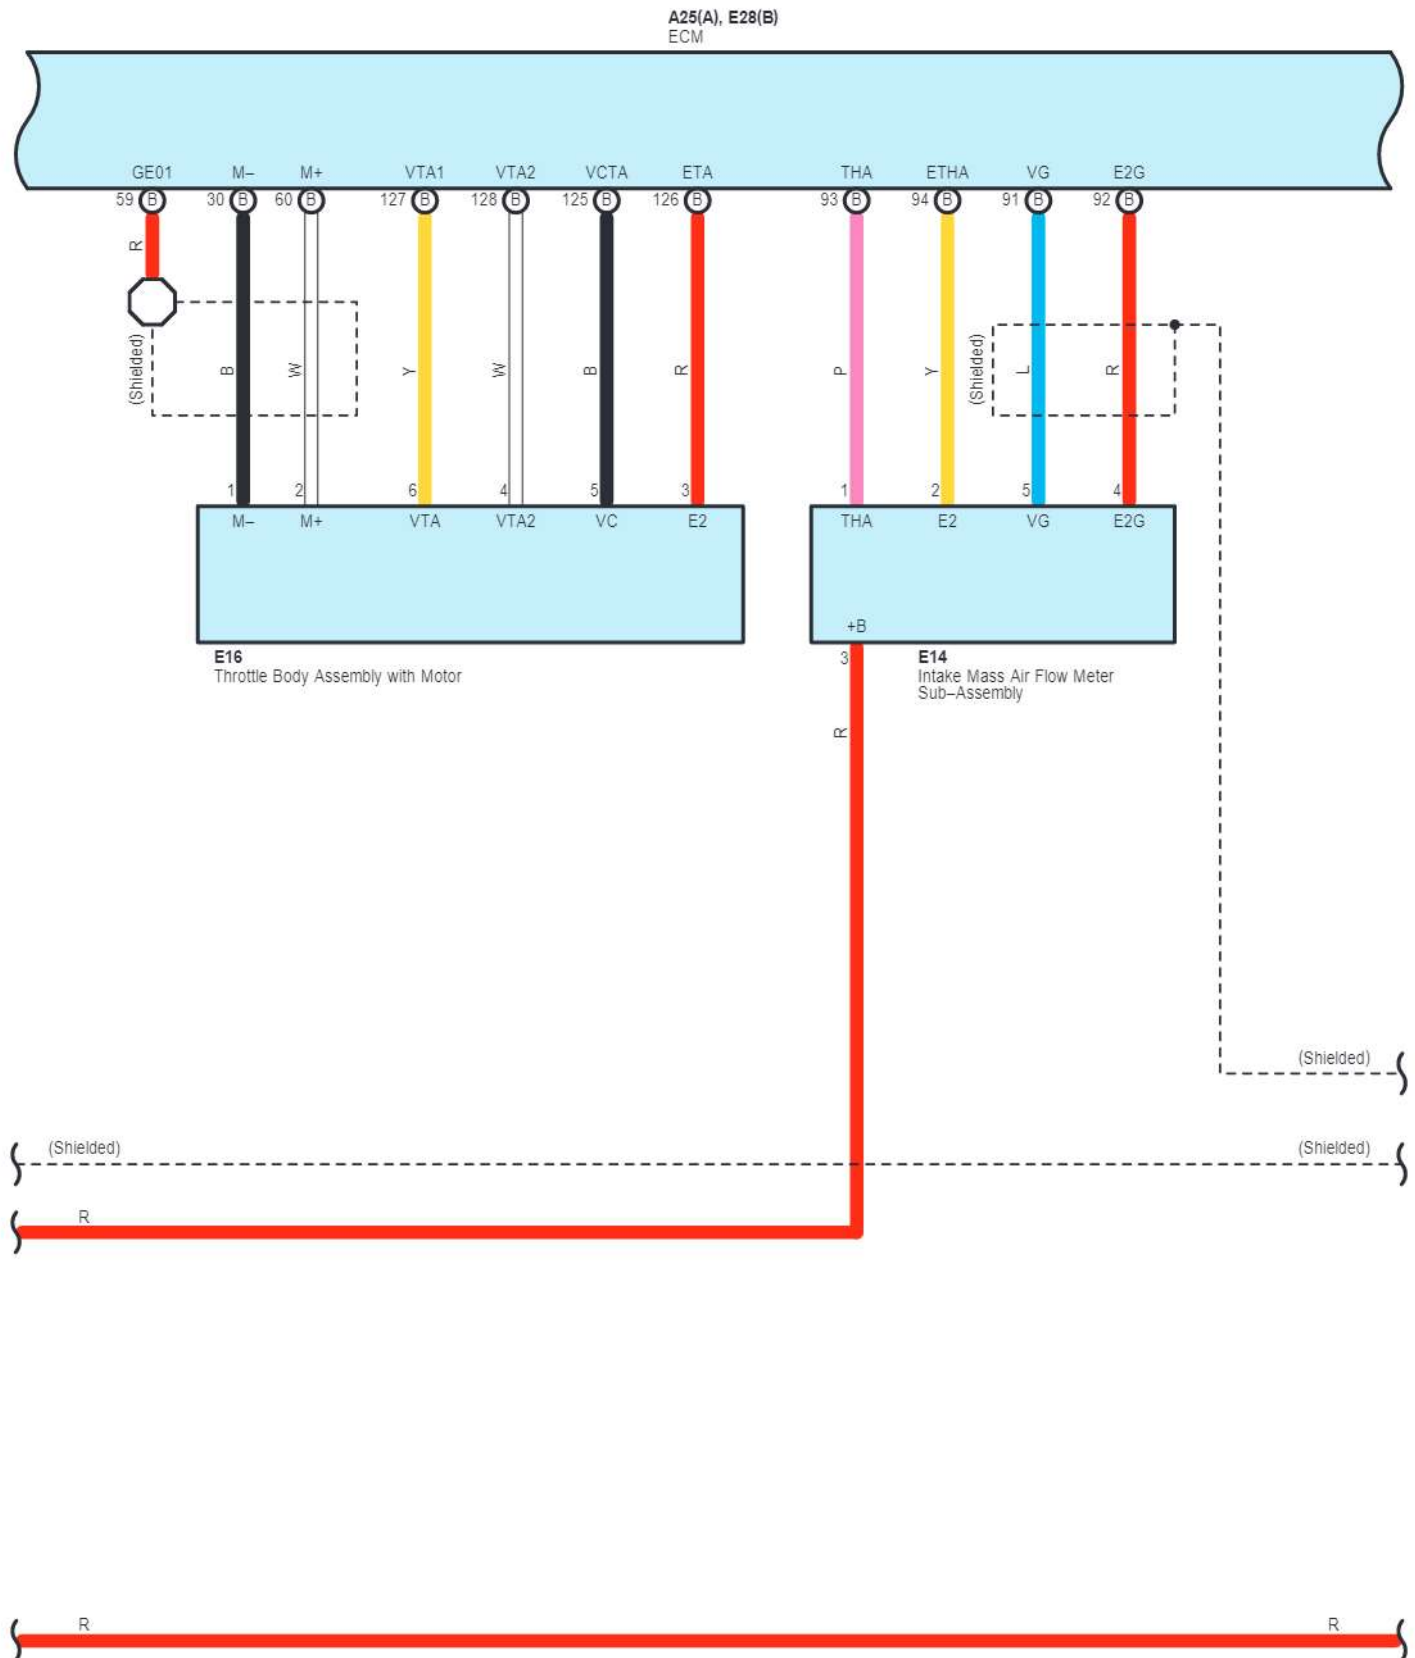 A25(A), E28(B)
ECM
GE01 M– M+ VTA1 VTA2 VCTA ETA THA ETHA VG E2G
59 B 30 B 60 B 127 B 128 B 125 B 126 B 93 B 94 B 91 B 92 B
R
(Shielded) B W Y W B R P Y (Shielded) L R
1 2 6 4 5 3 1 2 5 4
M– M+ VTA VTA2 VC E2 THA E2 VG E2G
+B
E16
Throttle Body Assembly with Motor
3
E14
Intake Mass Air Flow Meter
Sub–Assembly
R
(Shielded)
(Shielded) (Shielded)
R
R R